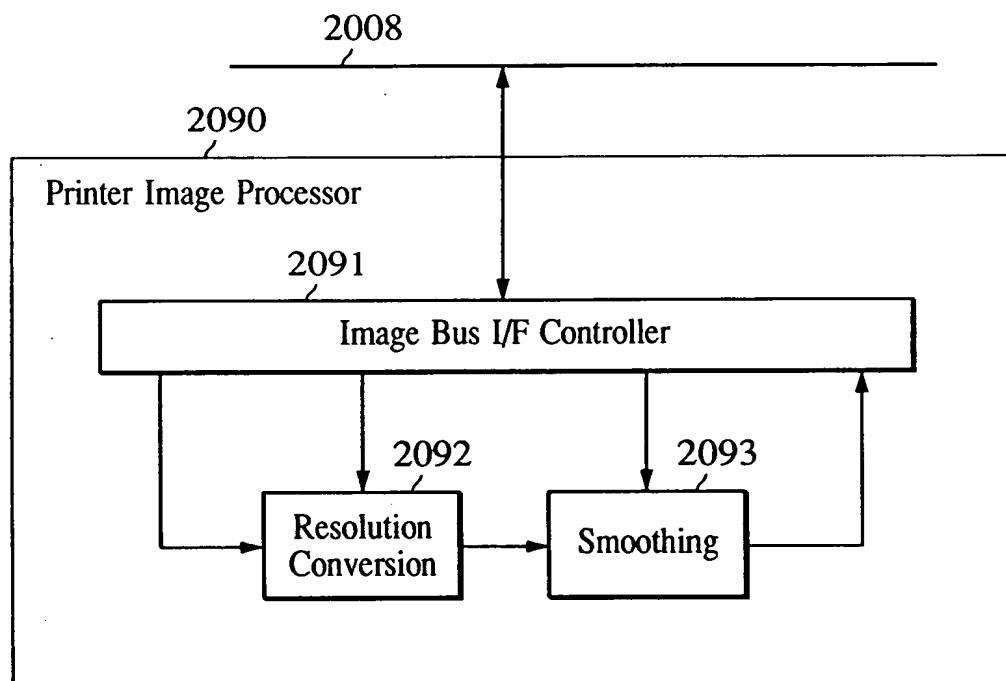 2008
2090
Printer Image Processor
2091
Image Bus I/F Controller
2092
2093
Resolution
Conversion
Smoothing